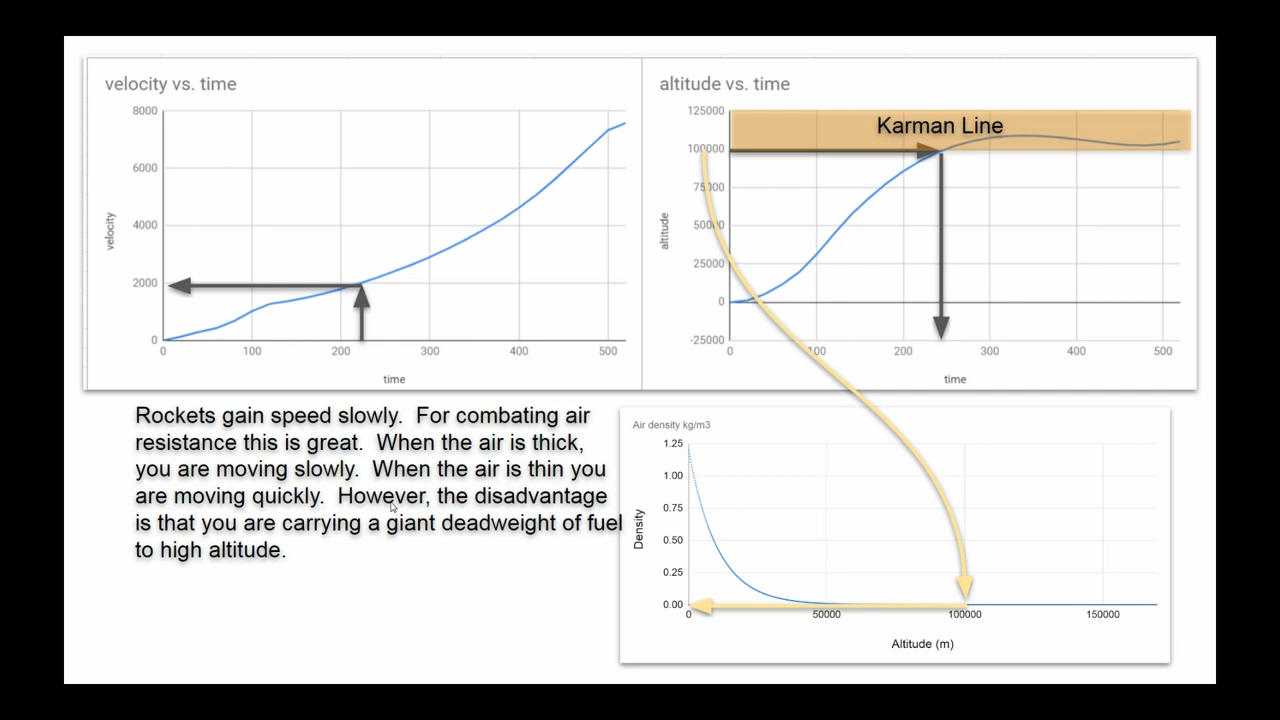 velocity vs. time
8000
6000
4000
2000
0
velocity
0 100 200 300 400 500
time
altitude vs. time
Karman Line
125000
100000
75000
50000
25000
0
-25000
altitude
0 100 200 300 400 500
time
Rockets gain speed slowly. For combating air
resistance this is great. When the air is thick,
you are moving slowly. When the air is thin you
are moving quickly. However, the disadvantage
is that you are carrying a giant deadweight of fuel
to high altitude.
Air density kg/m3
1.25
1.00
0.75
0.50
0.25
0.00
Density
0 50000 100000 150000
Altitude (m)